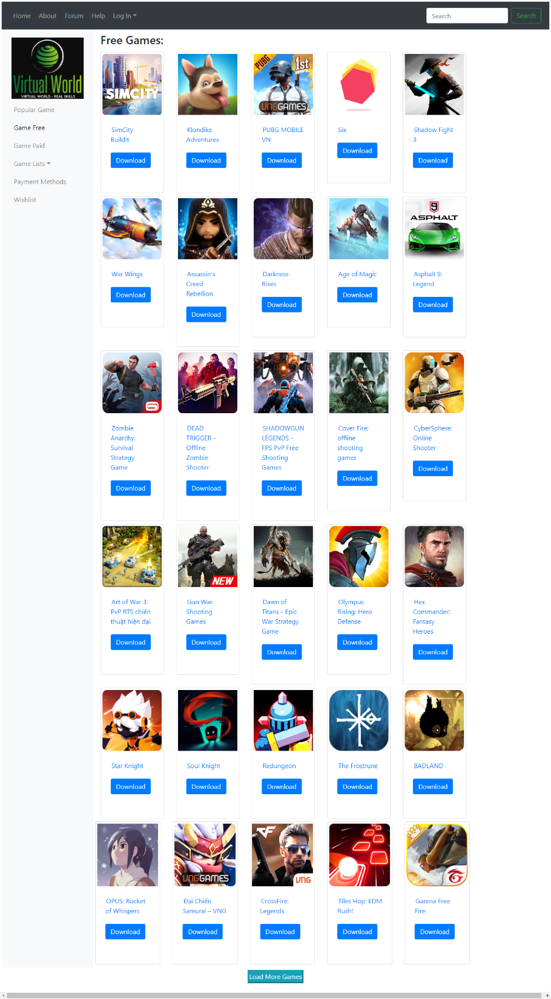 Home About Forum Help Log In Search Search
Virtual World
VIRTUAL WORLD - REAL SKILLS
Popular Game
Game Free
Game Paid
Game Lists
Payment Methods
Wishlist
Free Games:
SIMCITY
EA
PUBG
1st
VNGGAMES
SimCity
BuildIt
Download
Klondike
Adventures
Download
PUBG MOBILE
VN
Download
Six
Download
Shadow Fight
3
Download
9
ASPHALT
War Wings
Download
Assassin's
Creed
Rebellion
Download
Darkness
Rises
Download
Age of Magic
Download
Asphalt 9:
Legend
Download
Zombie
Anarchy:
Survival
Strategy
Game
Download
DEAD
TRIGGER -
Offline
Zombie
Shooter
Download
SHADOWGUN
LEGENDS -
FPS PvP Free
Shooting
Games
Download
Cover Fire:
offline
shooting
games
Download
CyberSphere:
Online
Shooter
Download
NEW
Art of War 3:
PvP RTS chiến
thuật hiện đại
Download
Gun War:
Shooting
Games
Download
Dawn of
Titans - Epic
War Strategy
Game
Download
Olympus
Rising: Hero
Defense
Download
Hex
Commander:
Fantasy
Heroes
Download
Star Knight
Download
Soul Knight
Download
Redungeon
Download
The Frostrune
Download
BADLAND
Download
VNGGAMES
CF
VNG
OPUS: Rocket
of Whispers
Download
Đại Chiến
Samurai – VNG
Download
CrossFire:
Legends
Download
Tiles Hop: EDM
Rush!
Download
Garena Free
Fire
Download
Load More Games